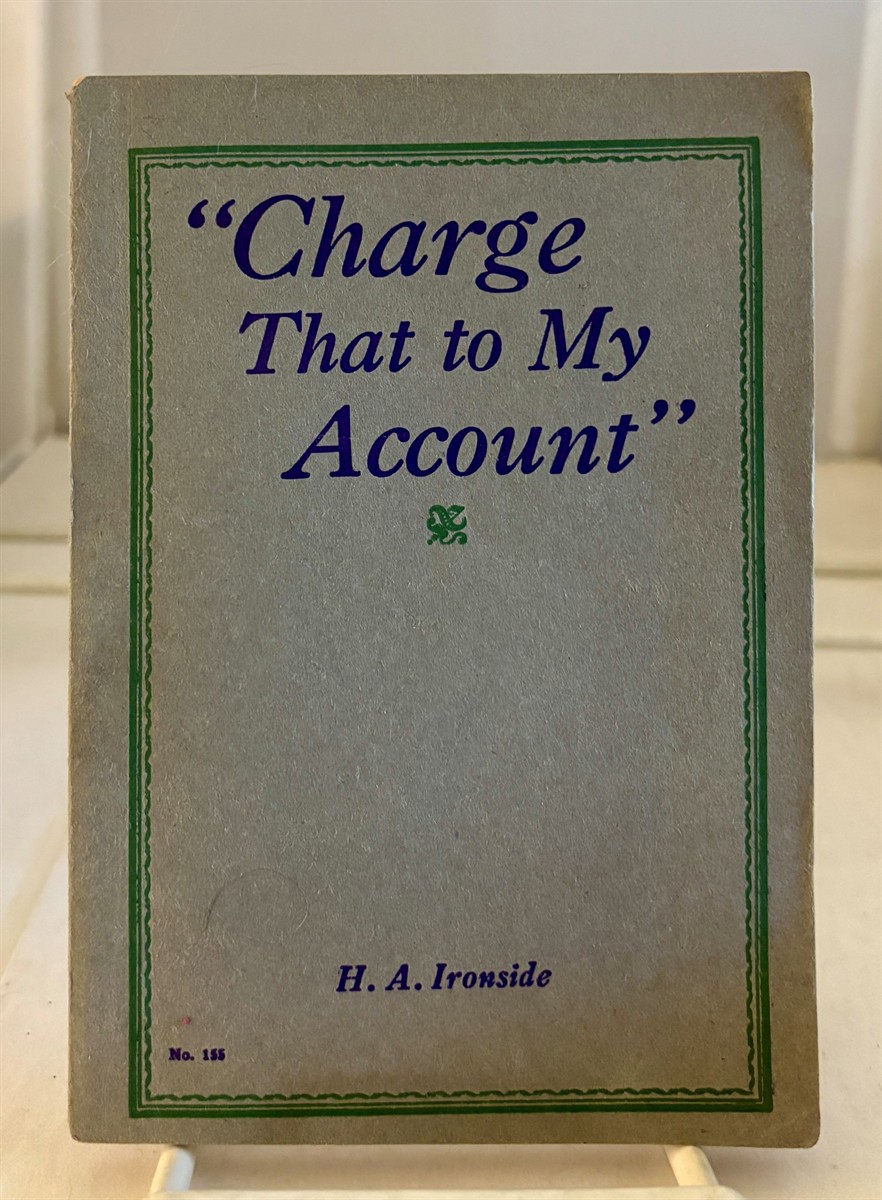 “Charge
That to My
Account”
H. A. Ironside
No. 155